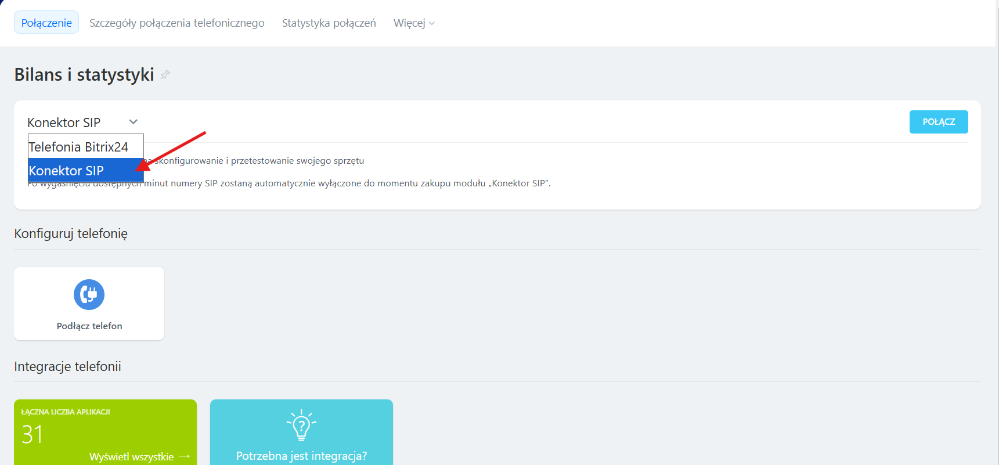 Połączenie Szczegóły połączenia telefonicznego Statystyka połączeń Więcej
Bilans i statystyki
Konektor SIP
POŁĄCZ
Telefonia Bitrix24
Konektor SIP
skonfigurowanie i przetestowanie swojego sprzętu
Po wygaśnięciu dostępnych minut numery SIP zostaną automatycznie wyłączone do momentu zakupu modułu „Konektor SIP”.
Konfiguruj telefonię
Podłącz telefon
Integracje telefonii
ŁĄCZNA LICZBA APLIKACJI
31
Wyświetl wszystkie →
?
Potrzebna jest integracja?